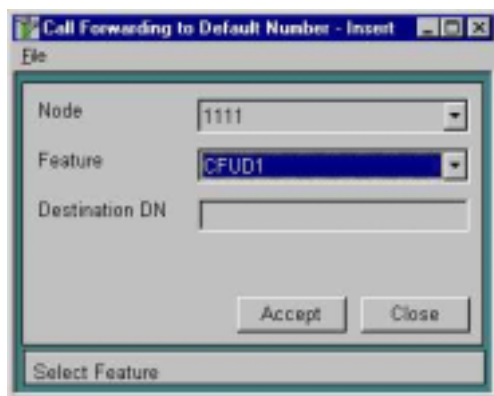 Call Forwarding to Default Number - Insert
File
Node 1111
Feature CFUD1
Destination DN
Accept Close
Select Feature